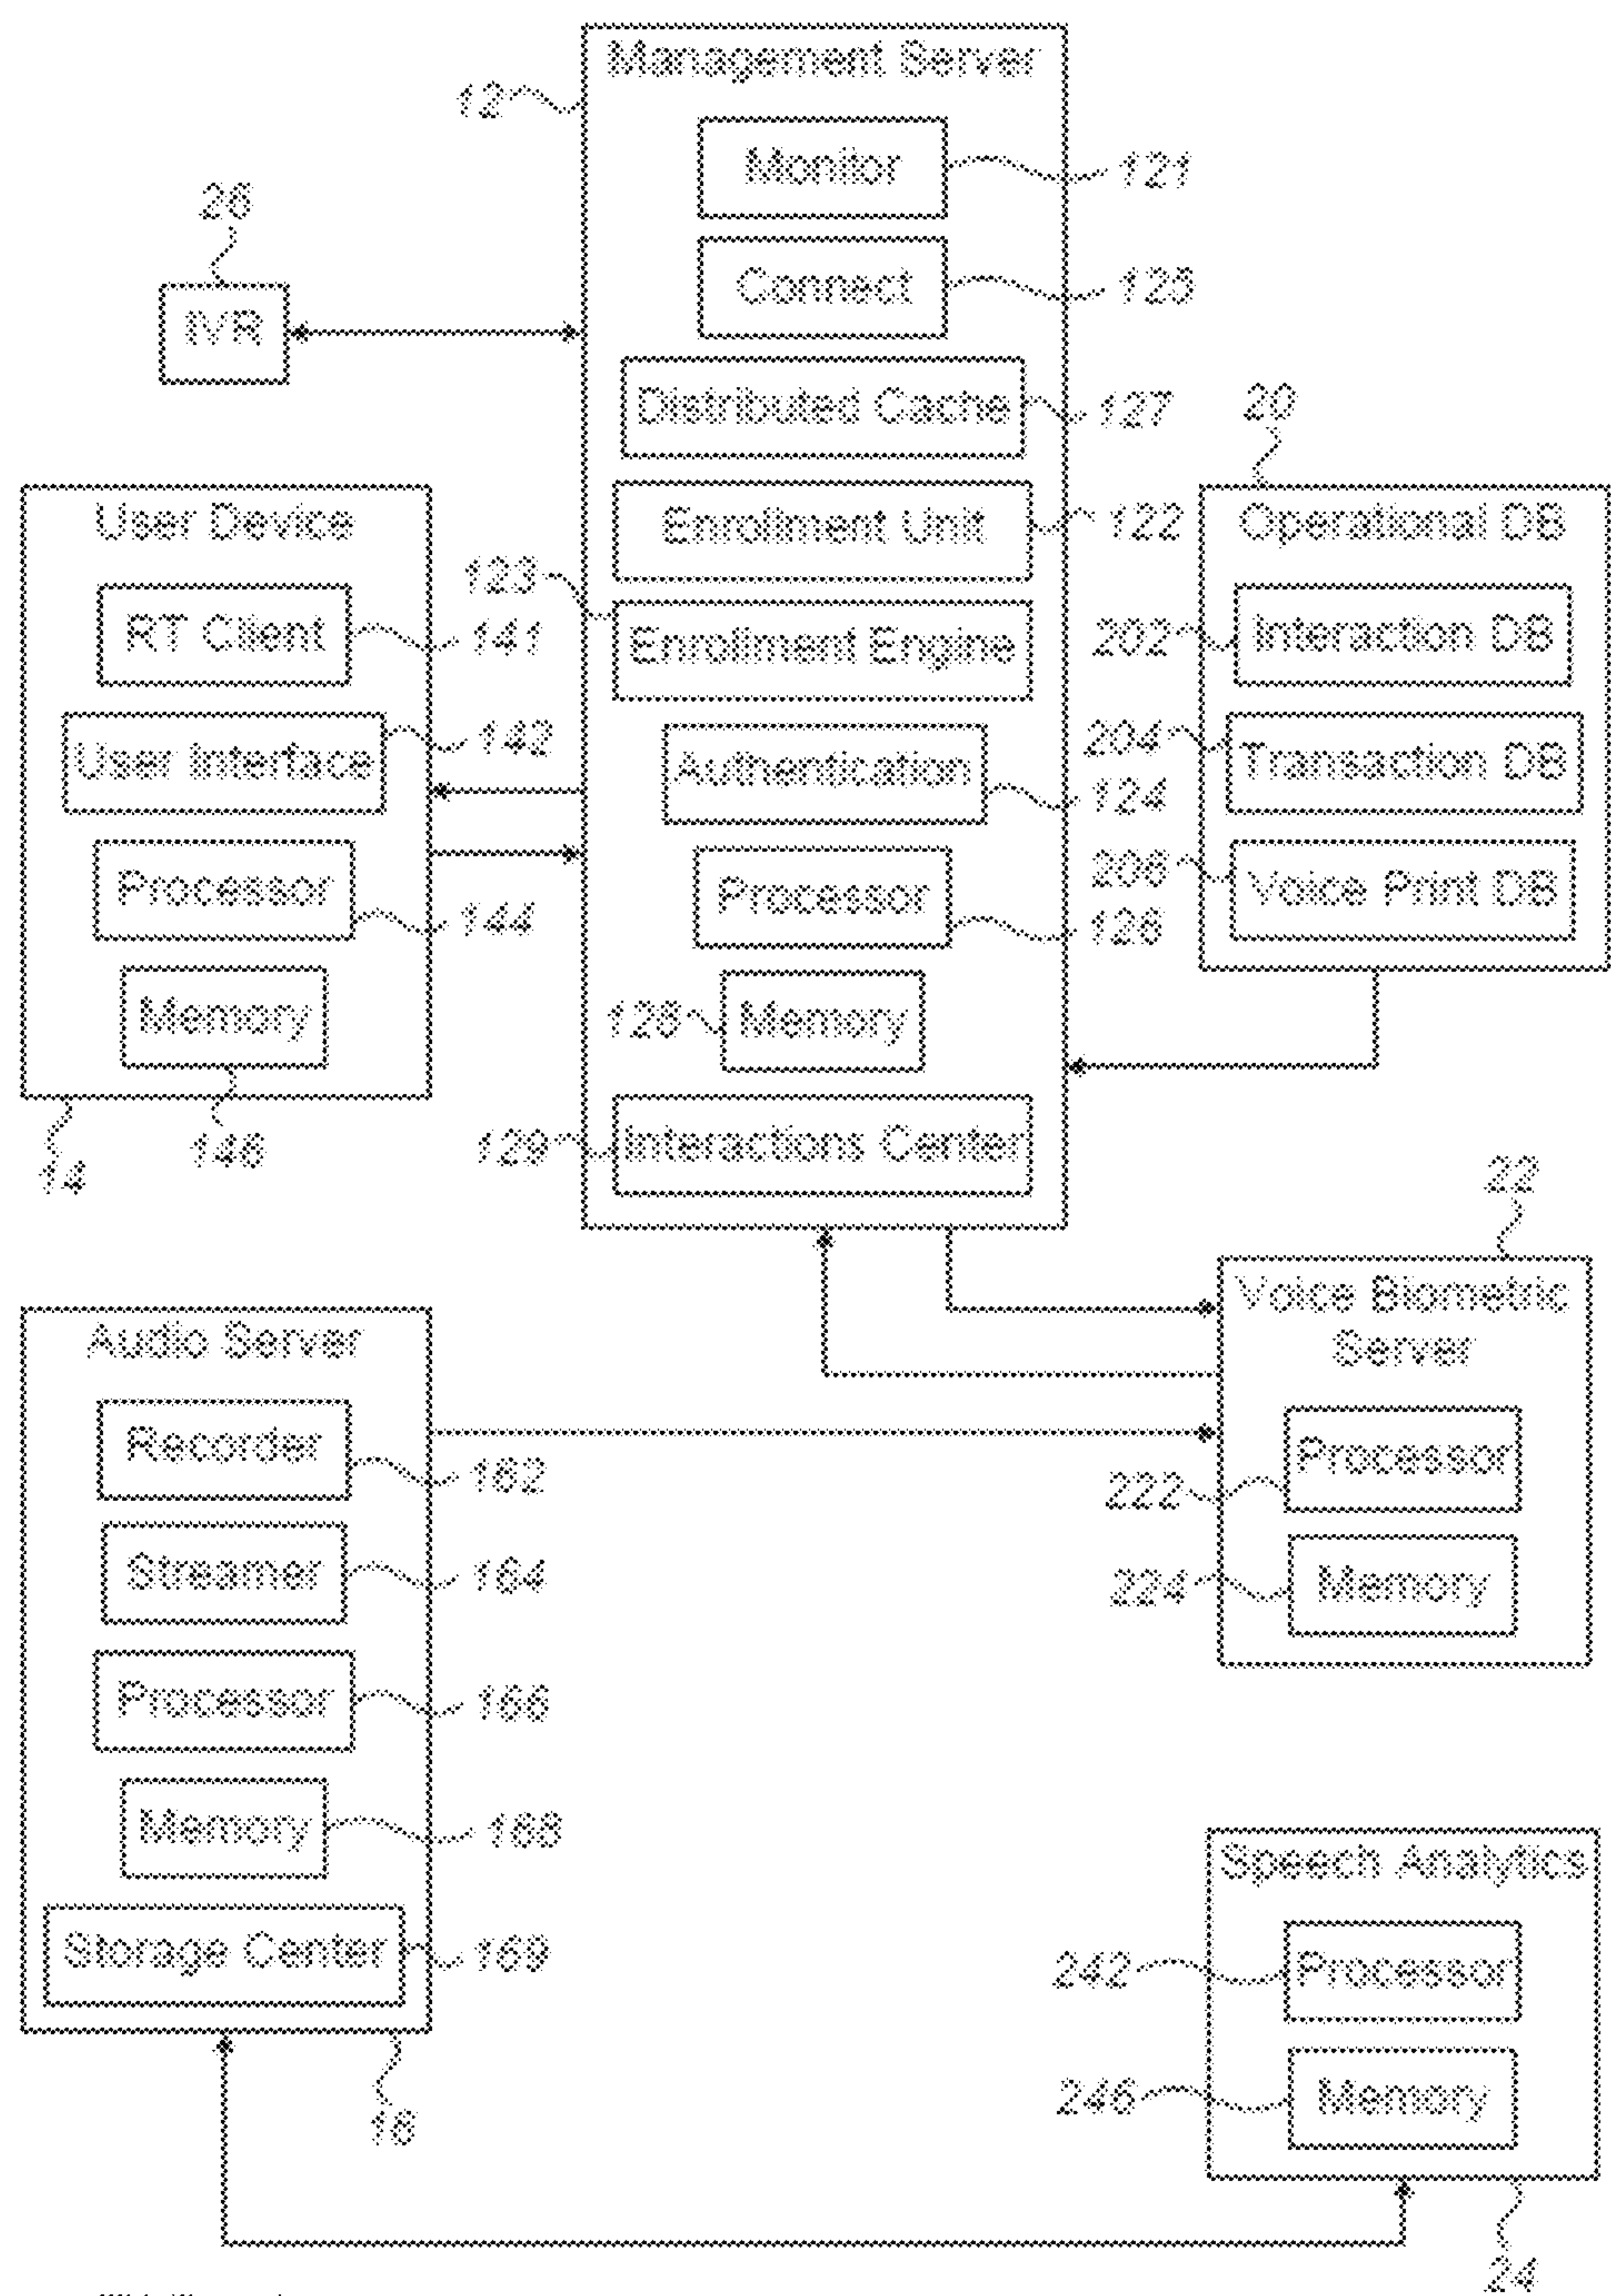 Management Server
12
Monitor
121
Connect
125
Distributed Cache
127
Enrollment Unit
122
123
Enrollment Engine
Authentication
124
Processor
126
128
Memory
129
Interactions Center
26
IVR
User Device
RT Client
141
User Interface
142
Processor
144
Memory
146
14
20
Operational DB
202
Interaction DB
204
Transaction DB
206
Voice Print DB
22
Voice Biometric
Server
Processor
222
Memory
224
Audio Server
Recorder
162
Streamer
164
Processor
166
Memory
168
Storage Center
169
16
Speech Analytics
242
Processor
246
Memory
24